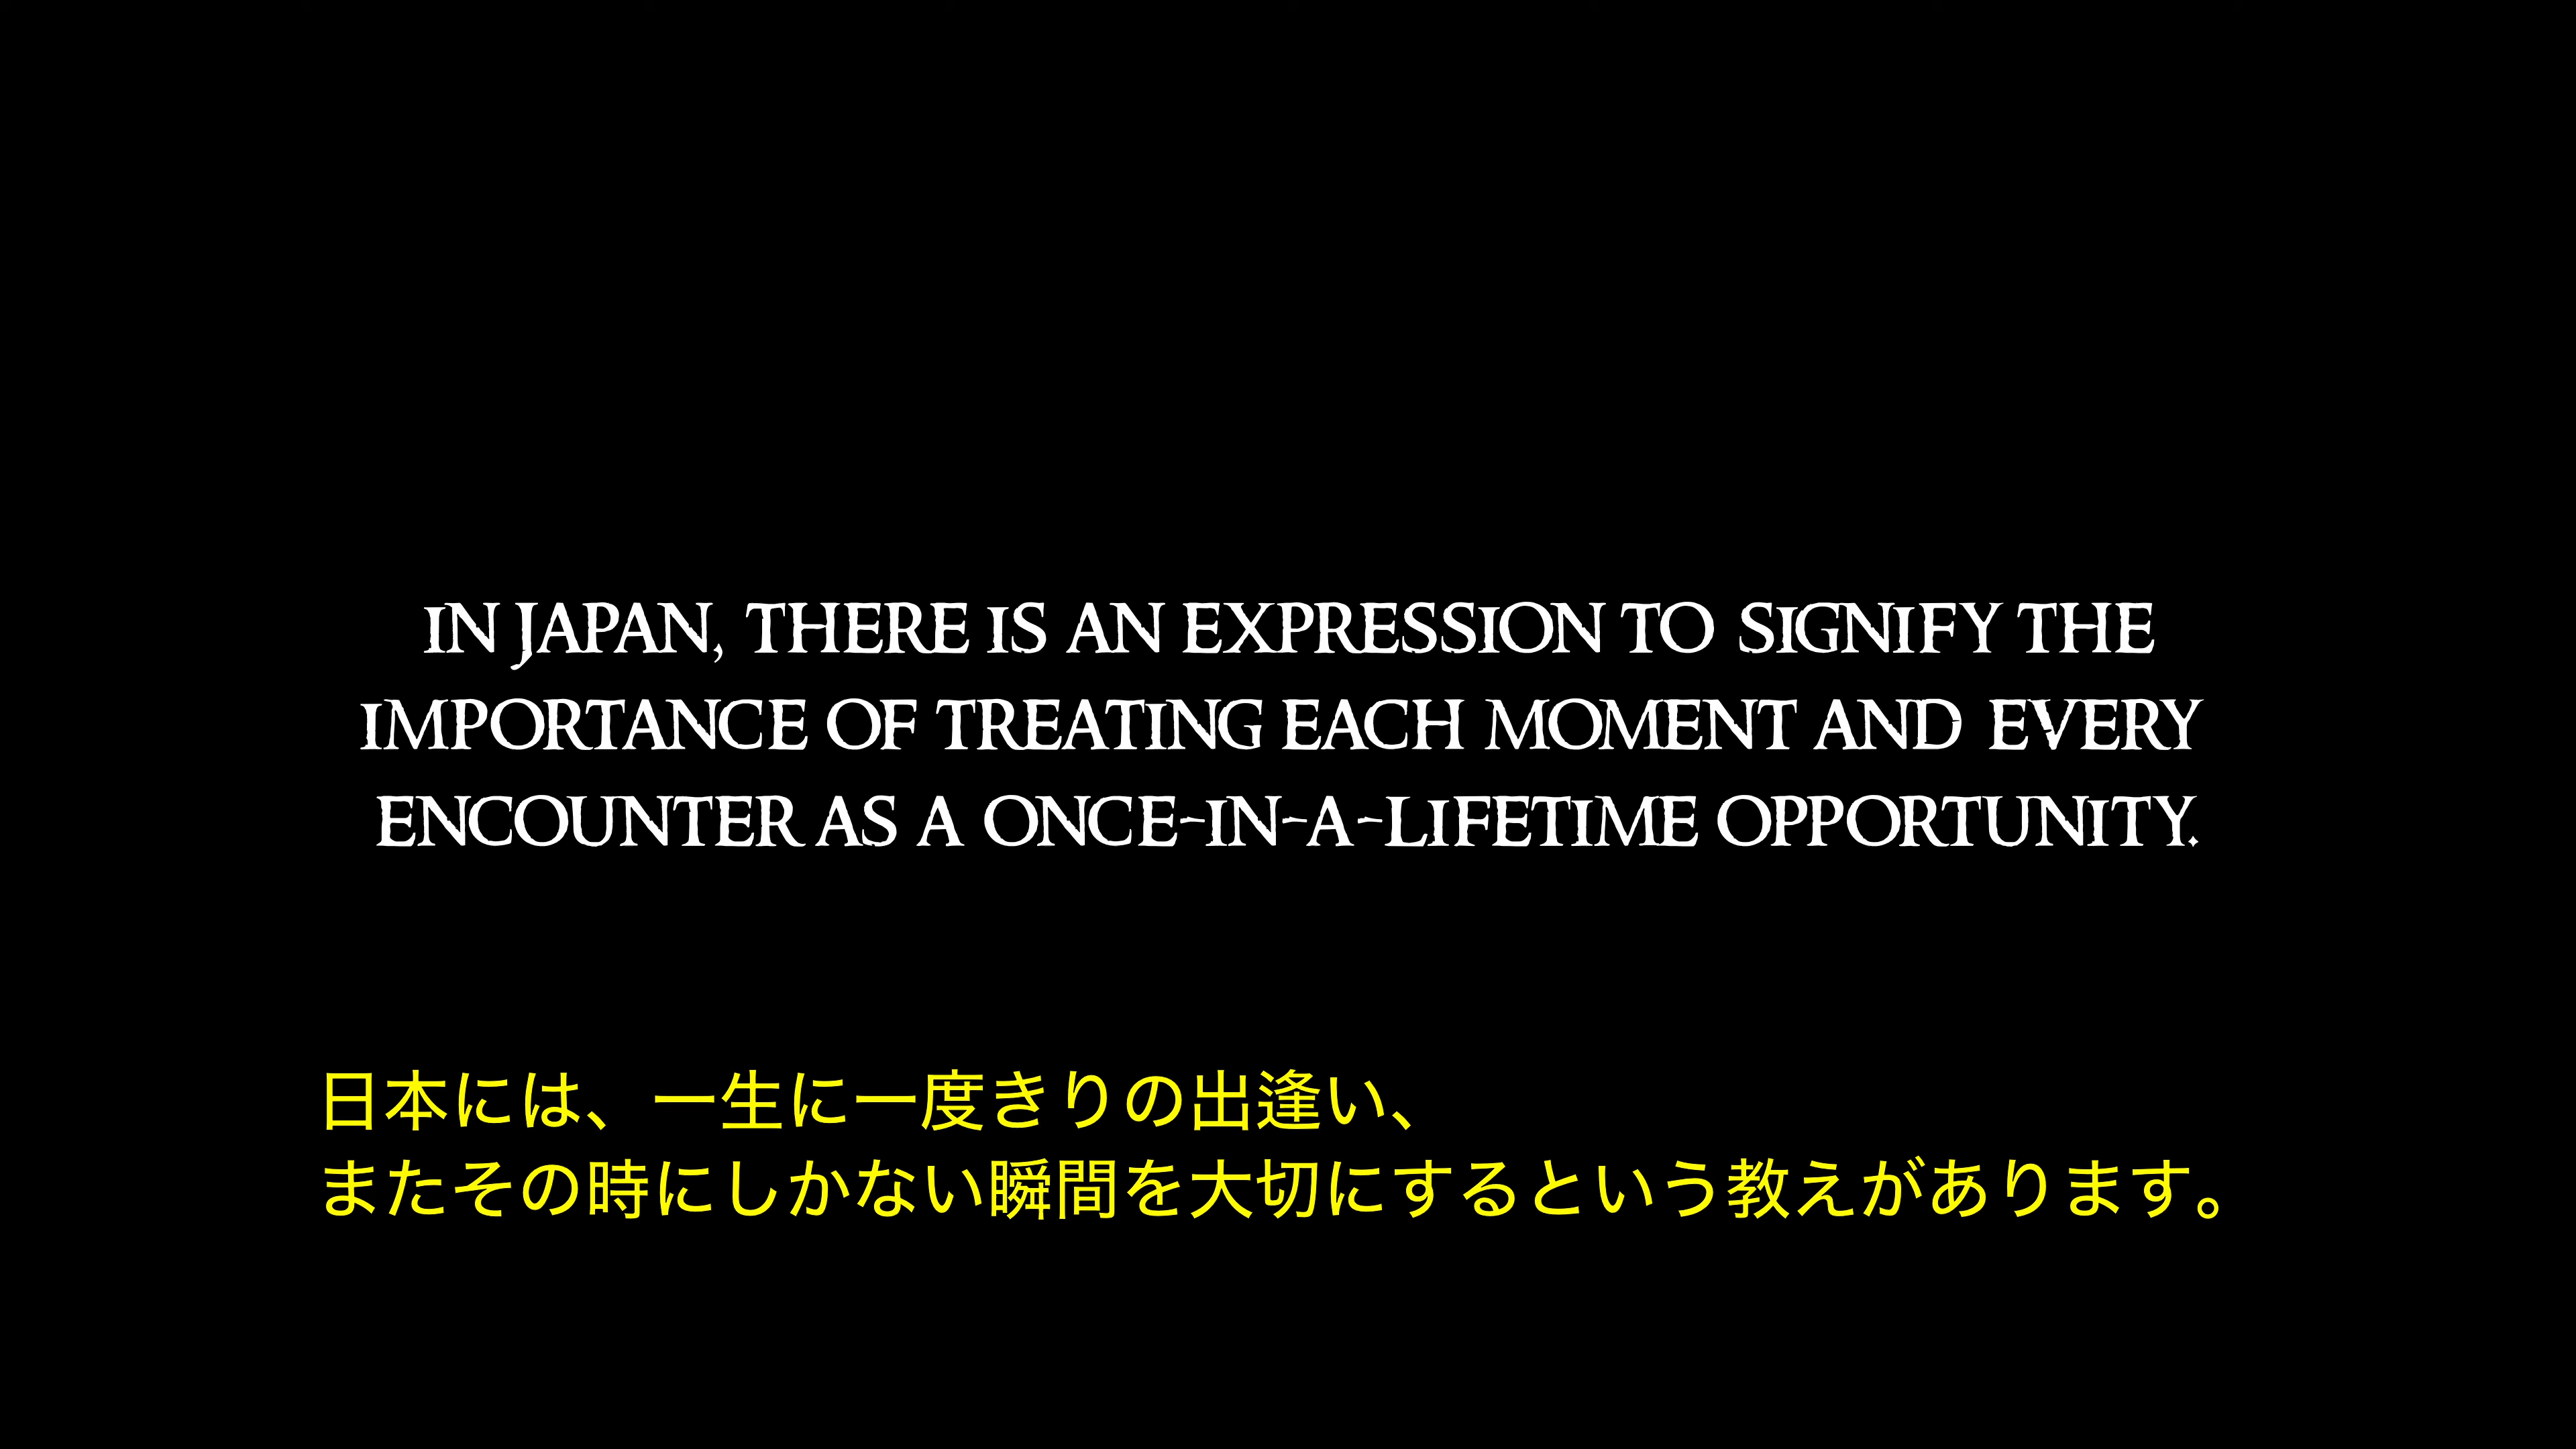 IN JAPAN, THERE IS AN EXPRESSION TO SIGNIFY THE
IMPORTANCE OF TREATING EACH MOMENT AND EVERY
ENCOUNTER AS A ONCE-IN-A-LIFETIME OPPORTUNITY.
日本には、一生に一度きりの出逢い、
またその時にしかない瞬間を大切にするという教えがあります。